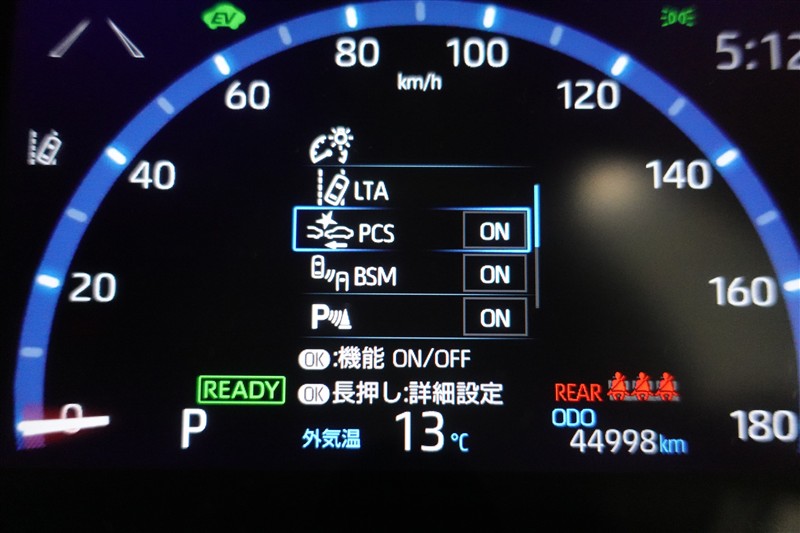 EV
5:12
80 100
km/h
60 120
40 140
LTA
PCS ON
BSM ON
20 160
P ON
OK:機能 ON/OFF
READY OK長押し:詳細設定
REAR
0 P 外気温 13℃ ODO 180
44998km